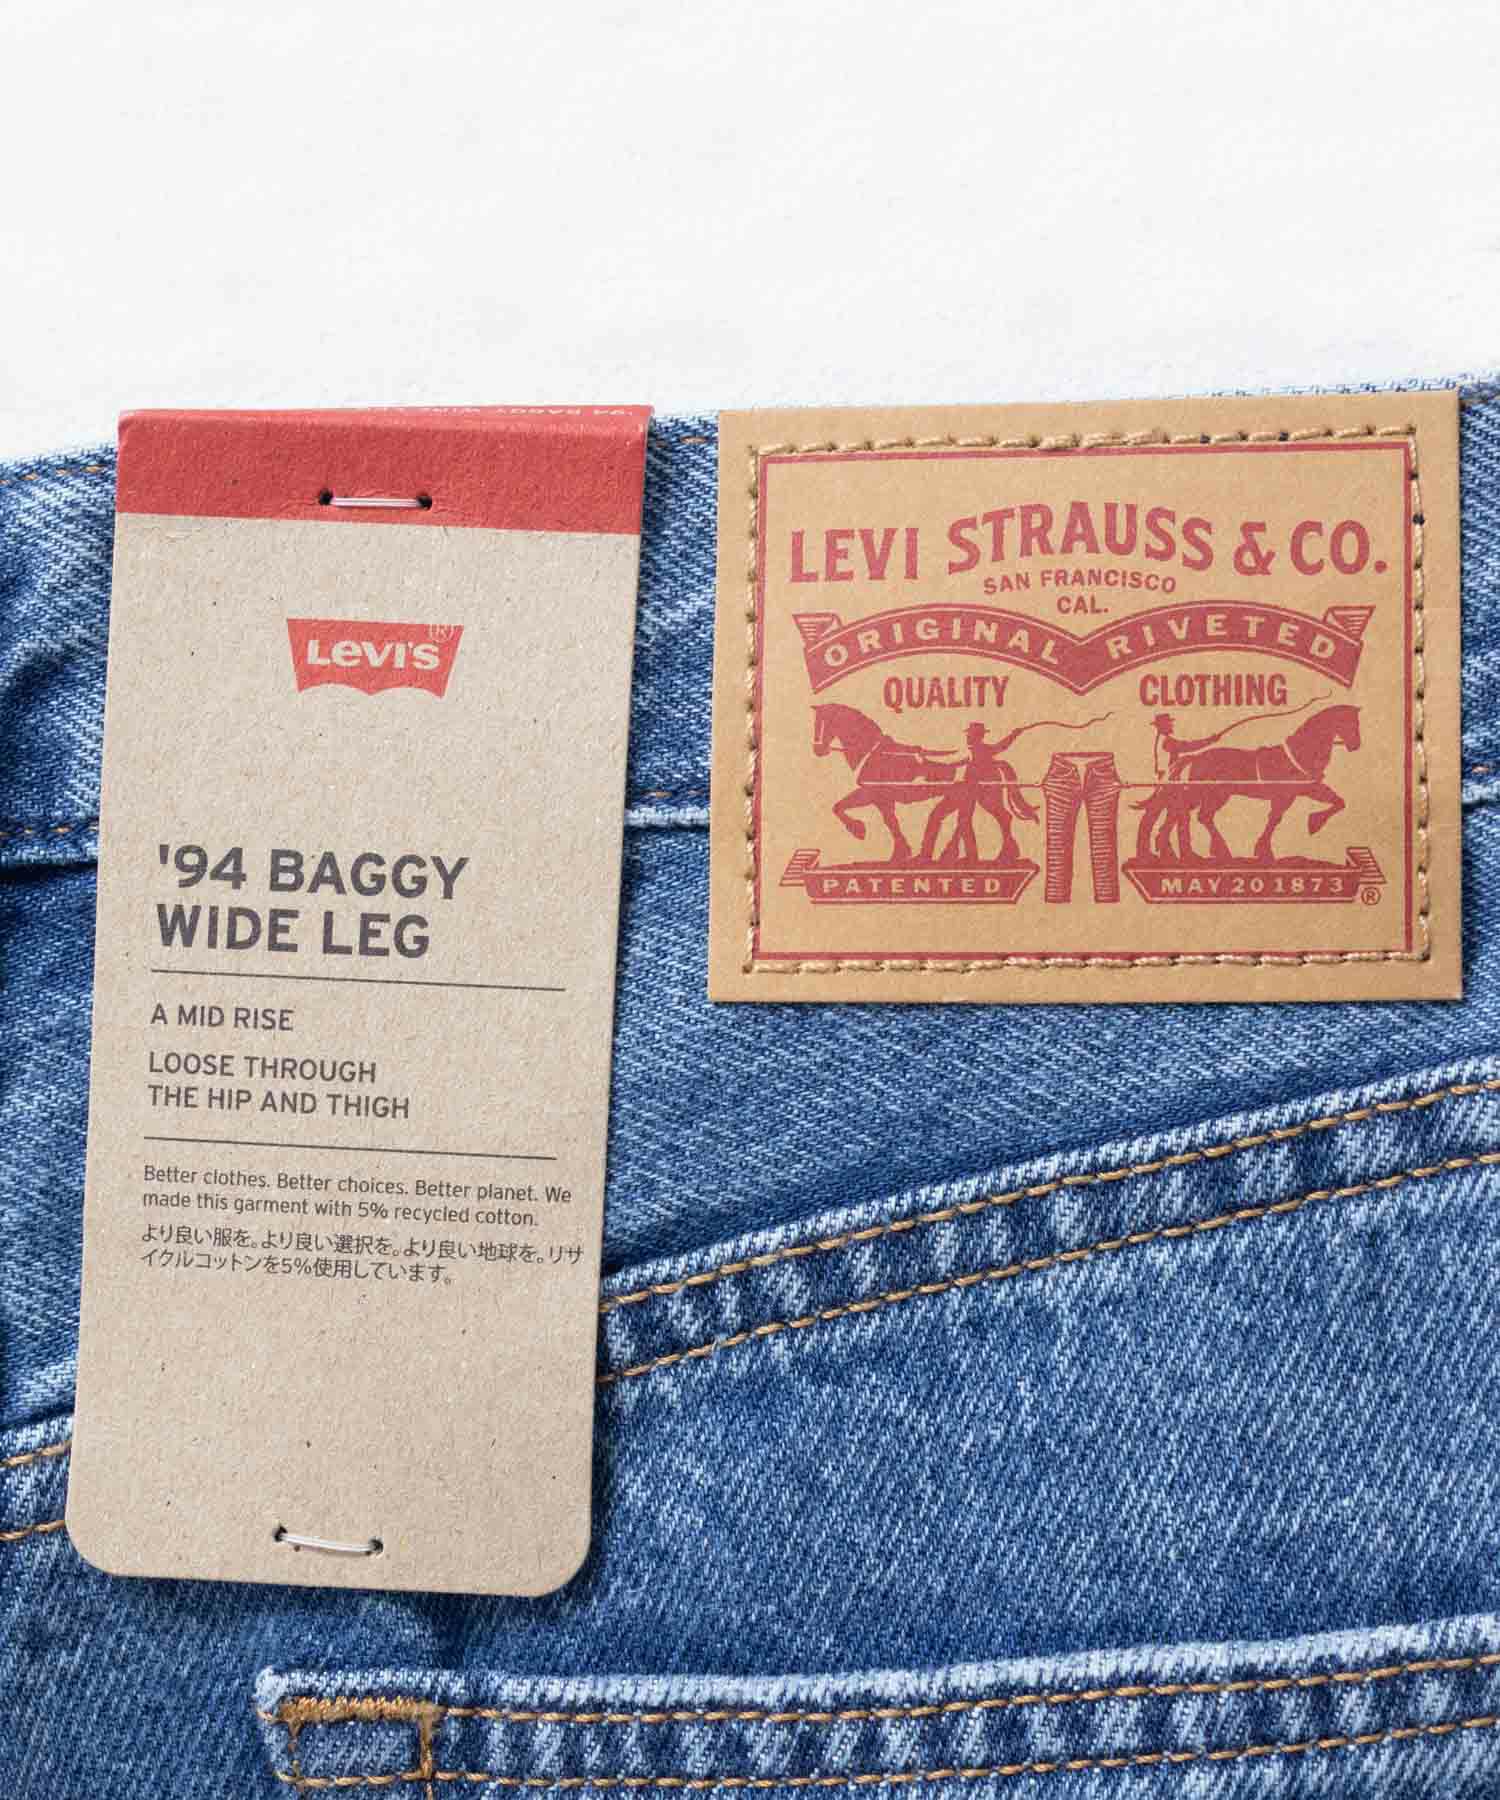 '94 BAGGY WIDE
LEVI'S
(R)
'94 BAGGY
WIDE LEG
A MID RISE
LOOSE THROUGH
THE HIP AND THIGH
Better clothes. Better choices. Better planet. We
made this garment with 5% recycled cotton.
より良い服を。より良い選択を。より良い地球を。リサ
イクルコットンを5%使用しています。
LEVI STRAUSS & CO.
SAN FRANCISCO
CAL.
ORIGINAL RIVETED
QUALITY CLOTHING
PATENTED MAY 20 1873 ®